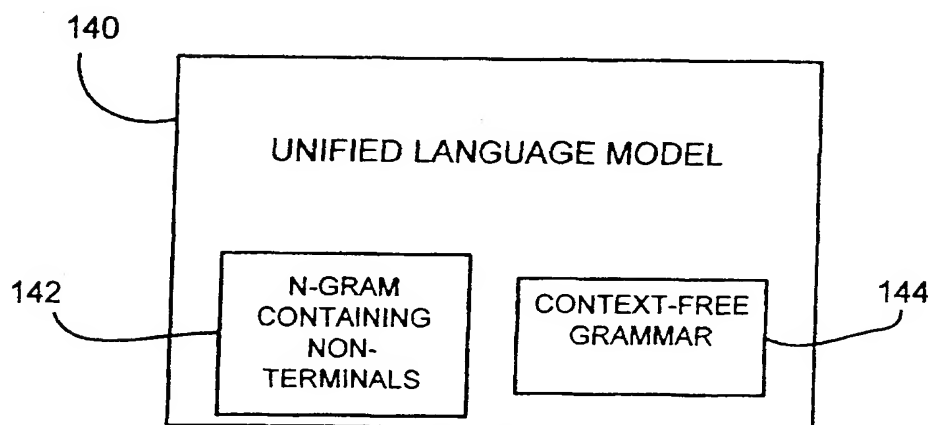 140
UNIFIED LANGUAGE MODEL
142
N-GRAM
CONTAINING
NON-
TERMINALS
CONTEXT-FREE
GRAMMAR
144